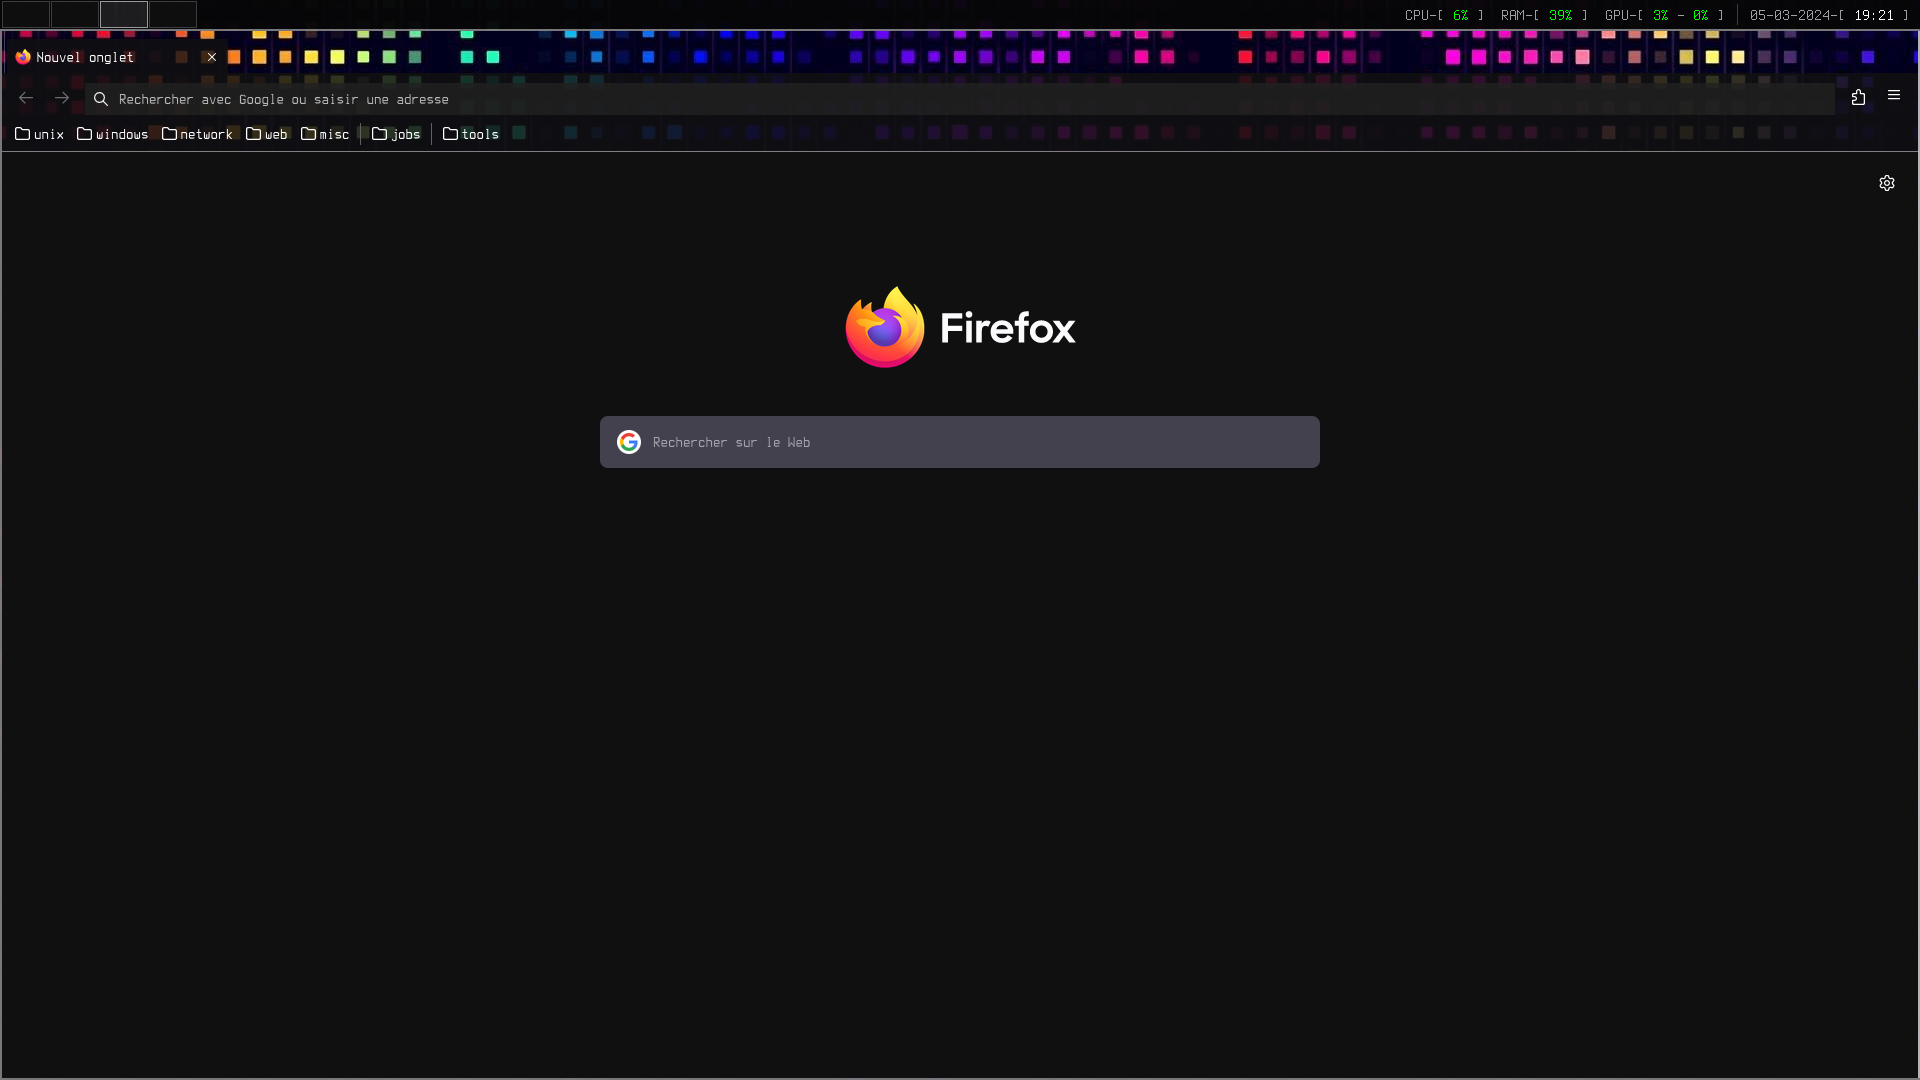 CPU-[ 6% ] RAM-[ 39% ] GPU-[ 3% - 0% ] 05-03-2024-[ 19:21 ]
Nouvel onglet
Rechercher avec Google ou saisir une adresse
unix windows network web misc jobs tools
Firefox
Rechercher sur le Web